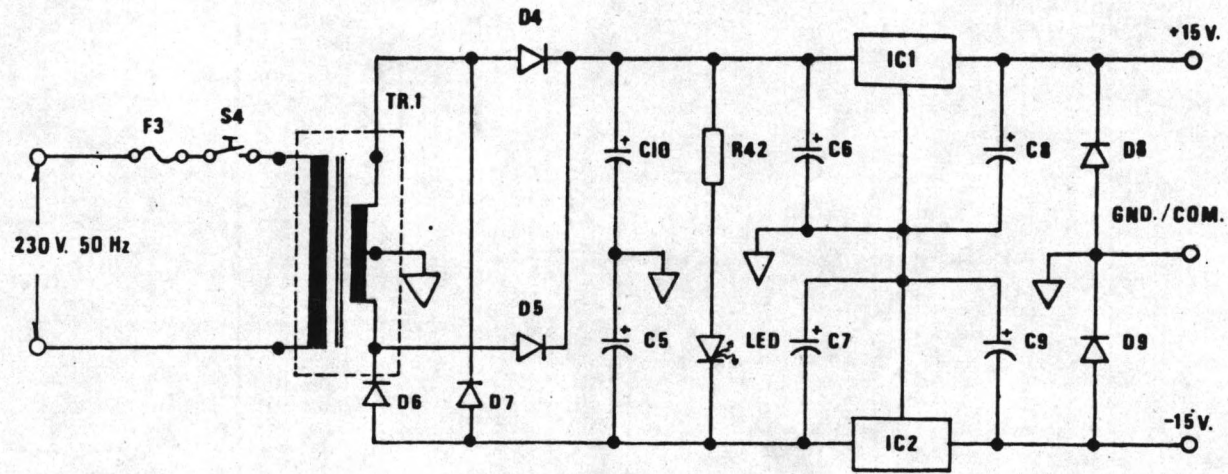 D4
+15 V.
IC1
TR.1
F3
S4
C10
R42
C6
C8
D8
GND./COM.
230 V. 50 Hz
D5
C5
LED
C7
C9
D9
D6
D7
-15 V.
IC2